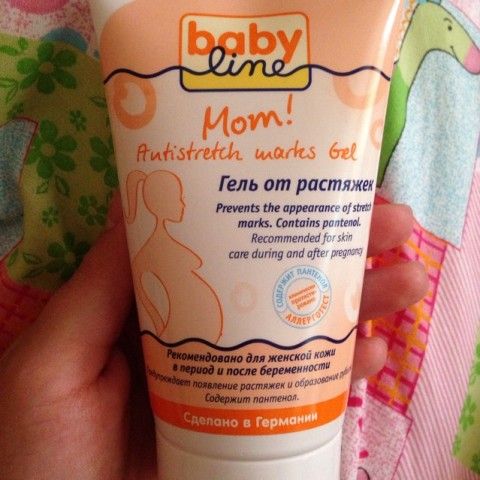 baby
line
Mom!
Antistretch marks Gel
Гель от растяжек
Prevents the appearance of stretch
marks. Contains pantenol.
Recommended for skin
care during and after pregnancy
СОДЕРЖИТ ПАНТЕНОЛ
АЛЛЕРГОТЕСТ
Рекомендовано для женской кожи
в период и после беременности
появление растяжек и образование
Содержит пантенол.
Сделано в Германии